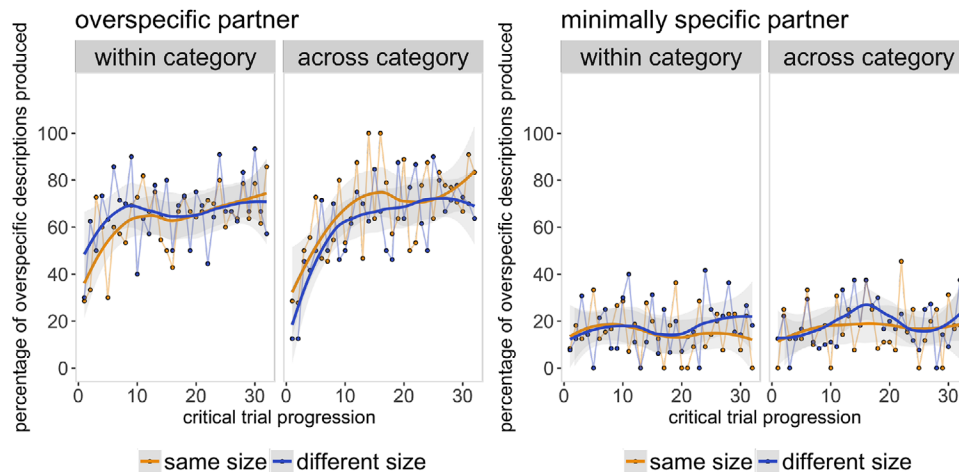 overspecific partner
within category
across category
percentage of overspecific descriptions produced
100
80
60
40
20
0
0
10
20
30
0
10
20
30
critical trial progression
same size
different size
minimally specific partner
within category
across category
percentage of overspecific descriptions produced
100
80
60
40
20
0
0
10
20
30
0
10
20
30
critical trial progression
same size
different size